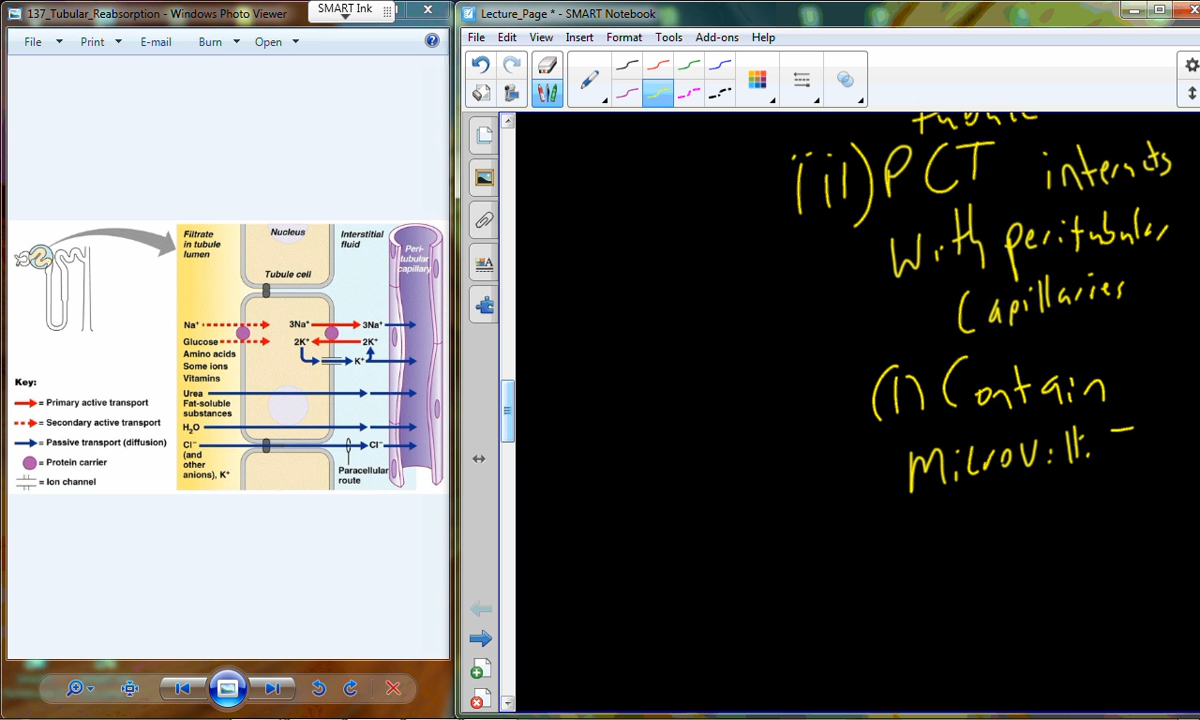 137_Tubular_Reabsorption - Windows Photo Viewer
SMART Ink
File Print E-mail Burn Open
Filtrate
in tubule
lumen
Nucleus
Tubule cell
Interstitial
fluid
Peri-
tubular
capillary
Na⁺ 3Na⁺ 3Na⁺
Glucose 2K⁺ 2K⁺
Amino acids
Some ions K⁺
Vitamins
Urea
Fat-soluble
substances
H₂O
Cl⁻ Cl⁻
(and
other
anions), K⁺
Paracellular
route
Key:
= Primary active transport
= Secondary active transport
= Passive transport (diffusion)
= Protein carrier
= Ion channel
Lecture_Page * - SMART Notebook
File Edit View Insert Format Tools Add-ons Help
tubule
iii) PCT interacts
with peritubular
Capillaries
(1) Contain
Microvilli -